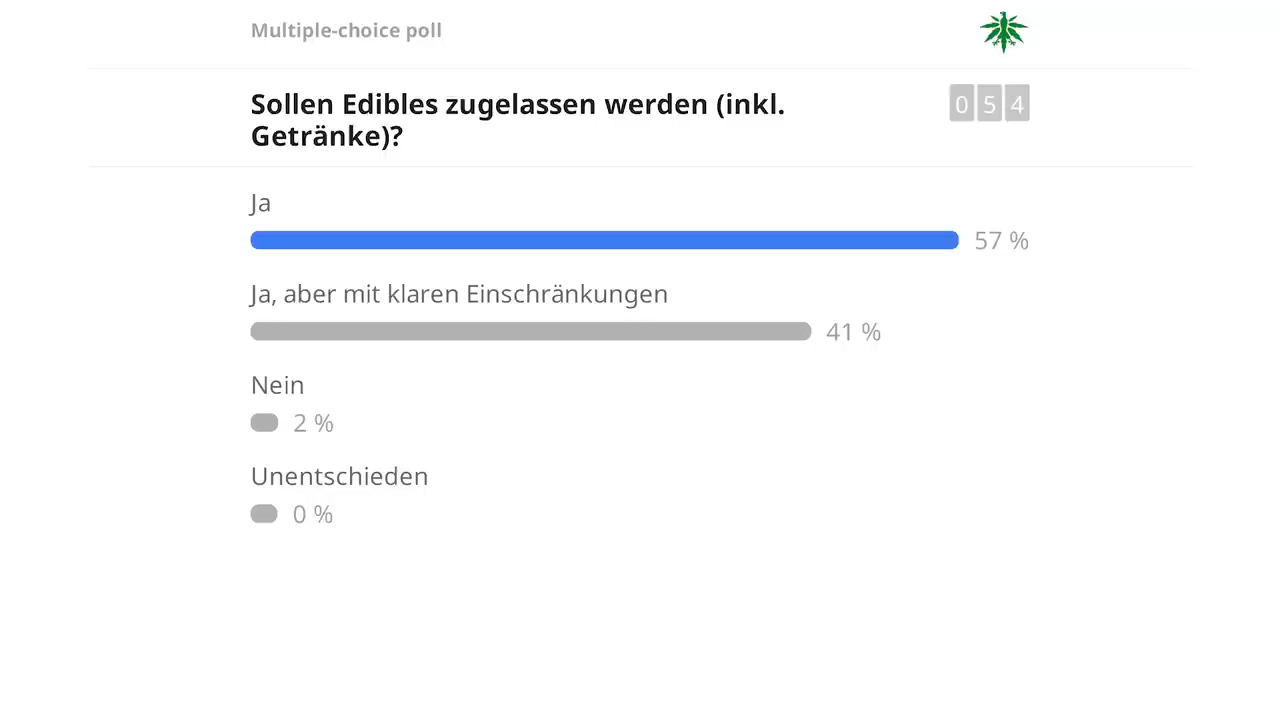 Multiple-choice poll
Sollen Edibles zugelassen werden (inkl.
Getränke)?
0 5 4
Ja
57 %
Ja, aber mit klaren Einschränkungen
41 %
Nein
2 %
Unentschieden
0 %